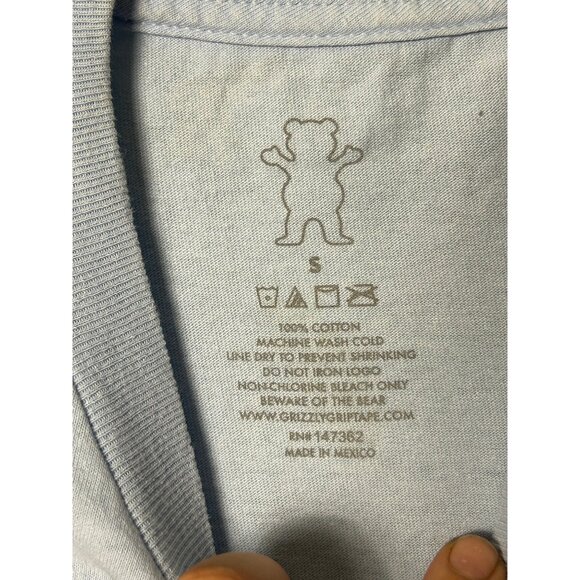 S
100% COTTON
MACHINE WASH COLD
LINE DRY TO PREVENT SHRINKING
DO NOT IRON LOGO
NON-CHLORINE BLEACH ONLY
BEWARE OF THE BEAR
WWW.GRIZZLYGRIPTAPE.COM
RN# 147362
MADE IN MEXICO